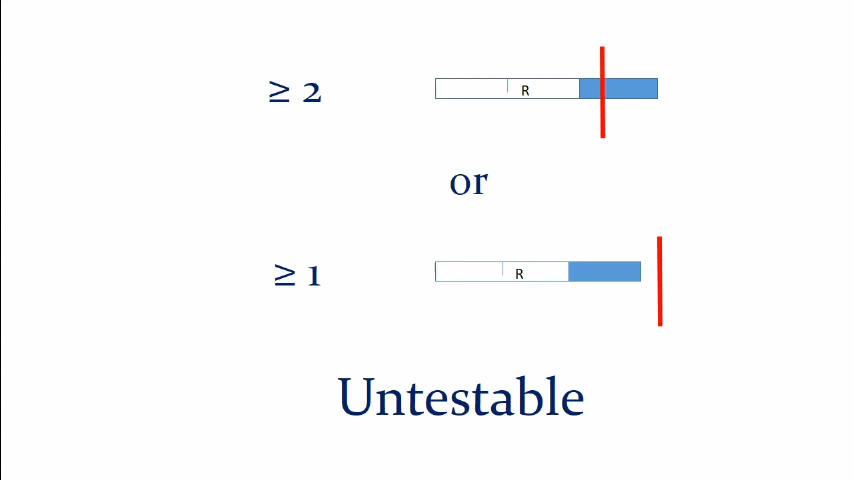 ≥ 2
R
or
≥ 1
R
Untestable